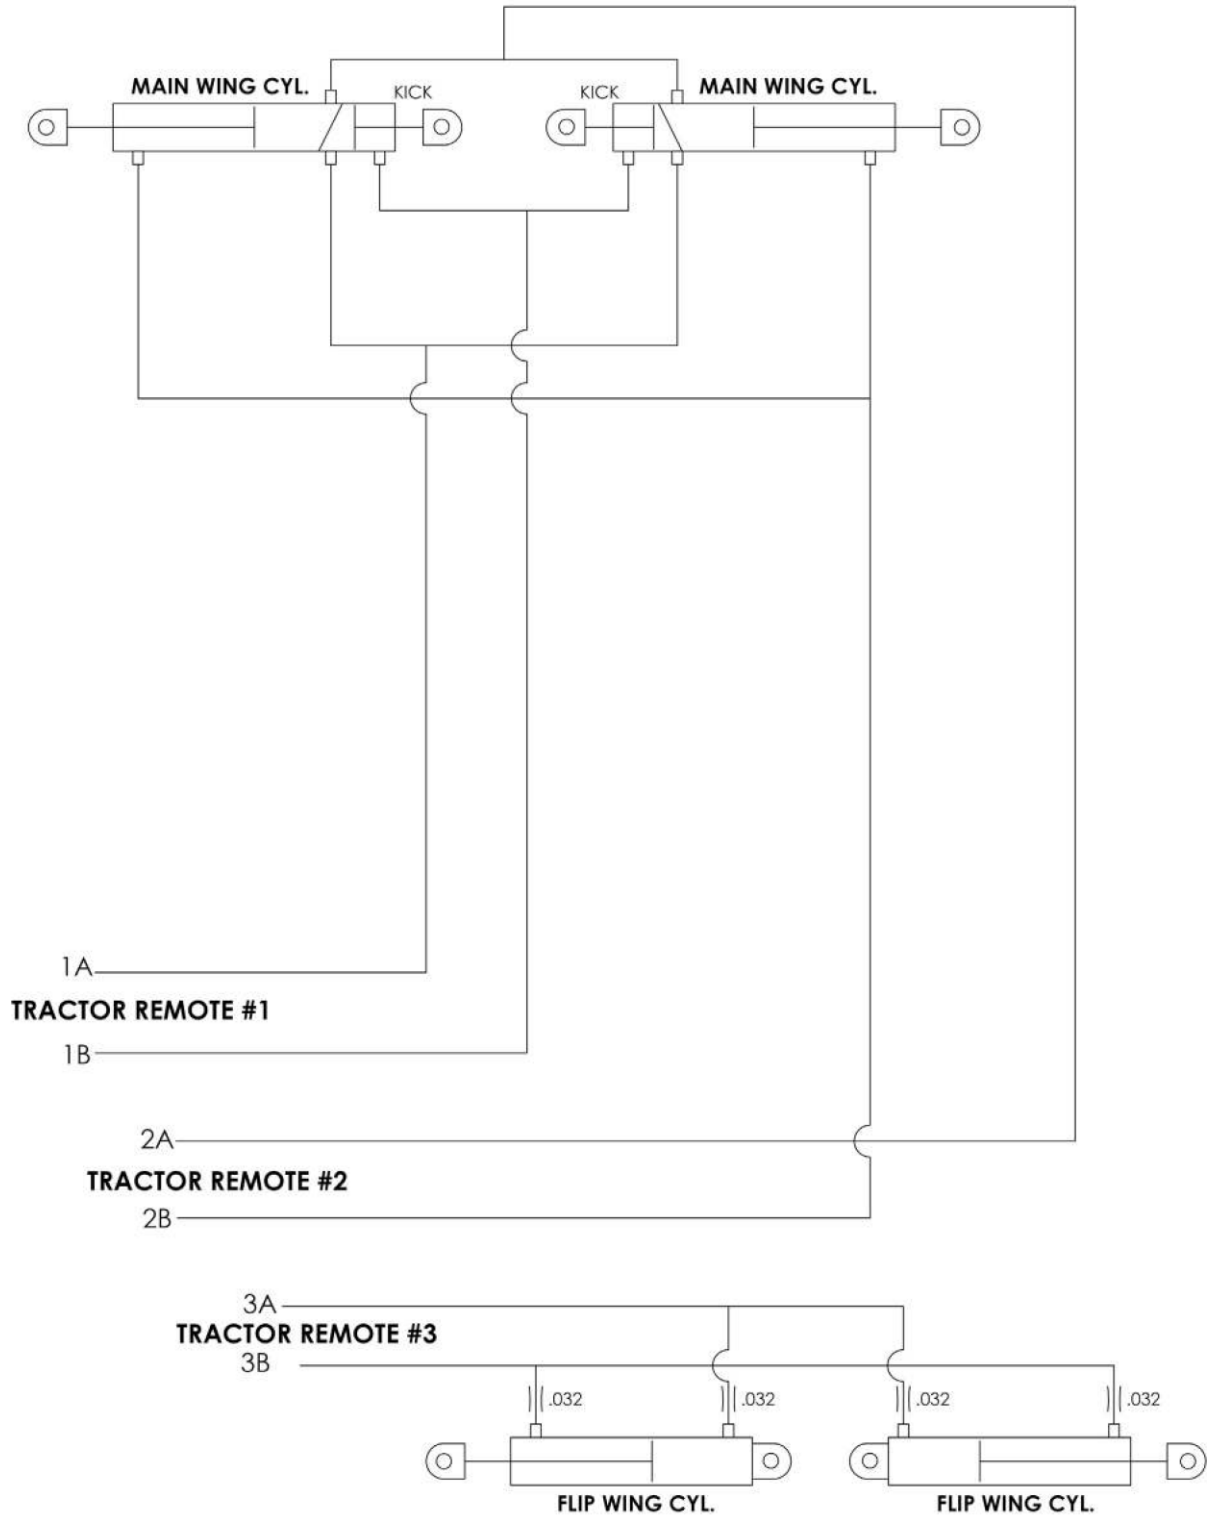 MAIN WING CYL.
KICK
KICK
MAIN WING CYL.
1A
TRACTOR REMOTE #1
1B
2A
TRACTOR REMOTE #2
2B
3A
TRACTOR REMOTE #3
3B
.032
.032
.032
.032
FLIP WING CYL.
FLIP WING CYL.